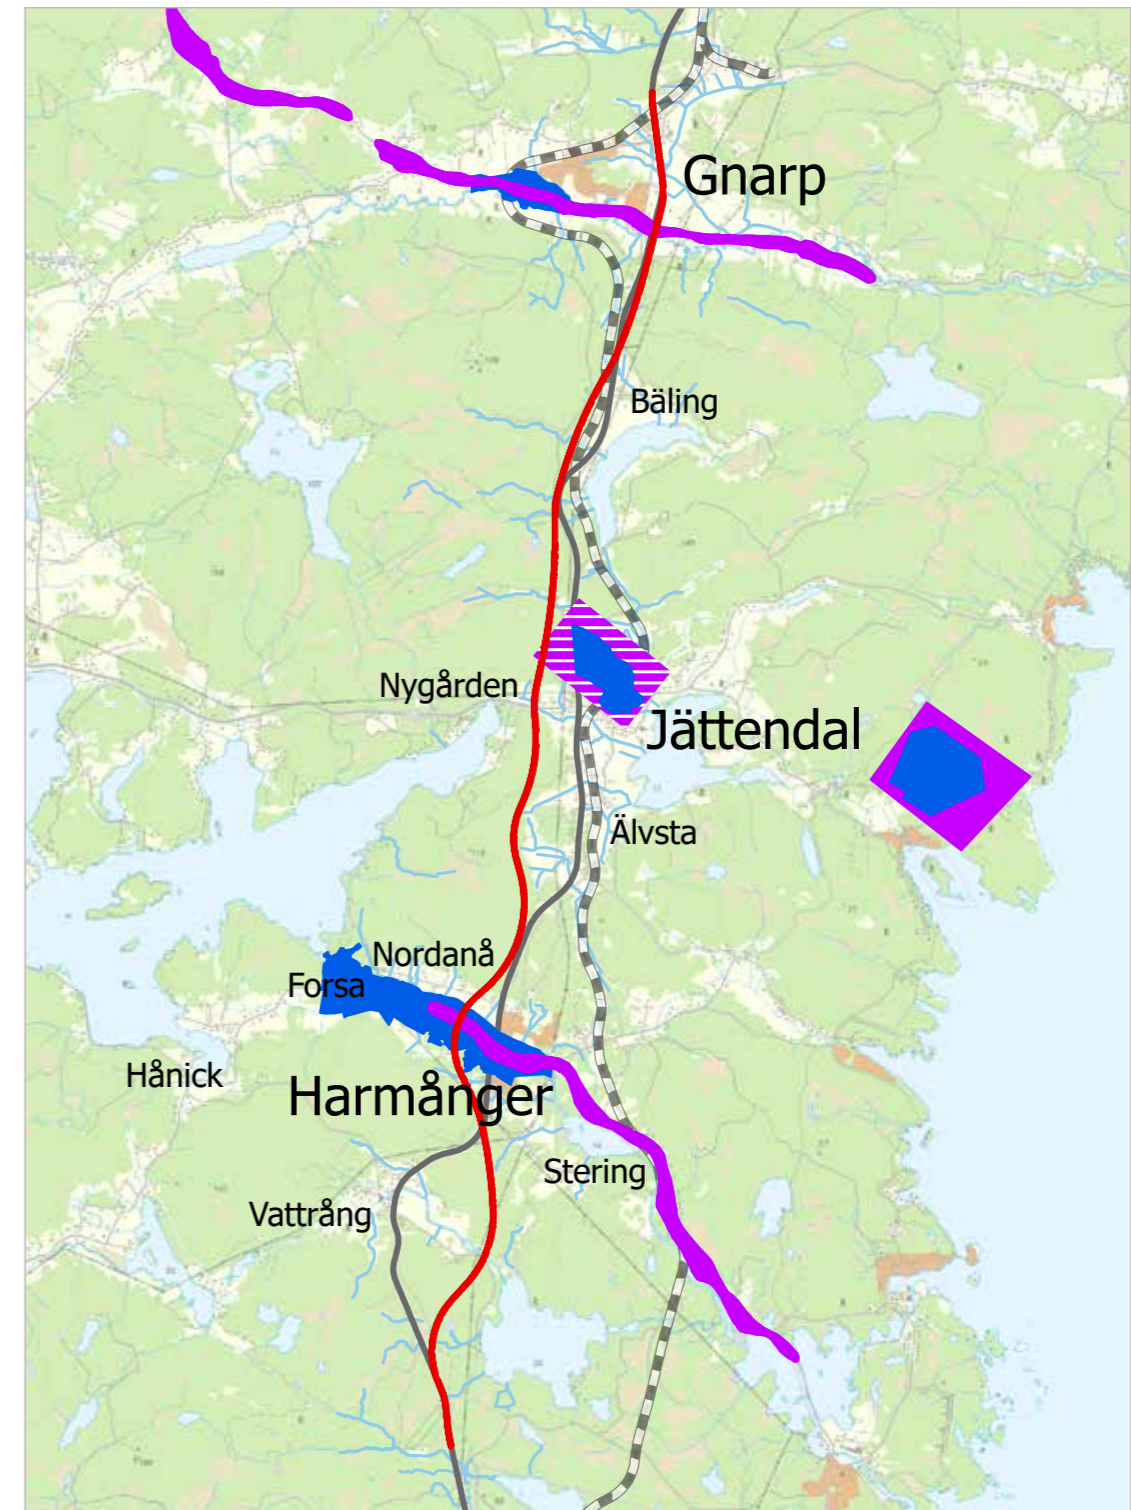 Gnarp
Bäling
Nygården
Jättendal
Älvsta
Nordanå
Forsa
Hånick
Harmånger
Stering
Vattrång